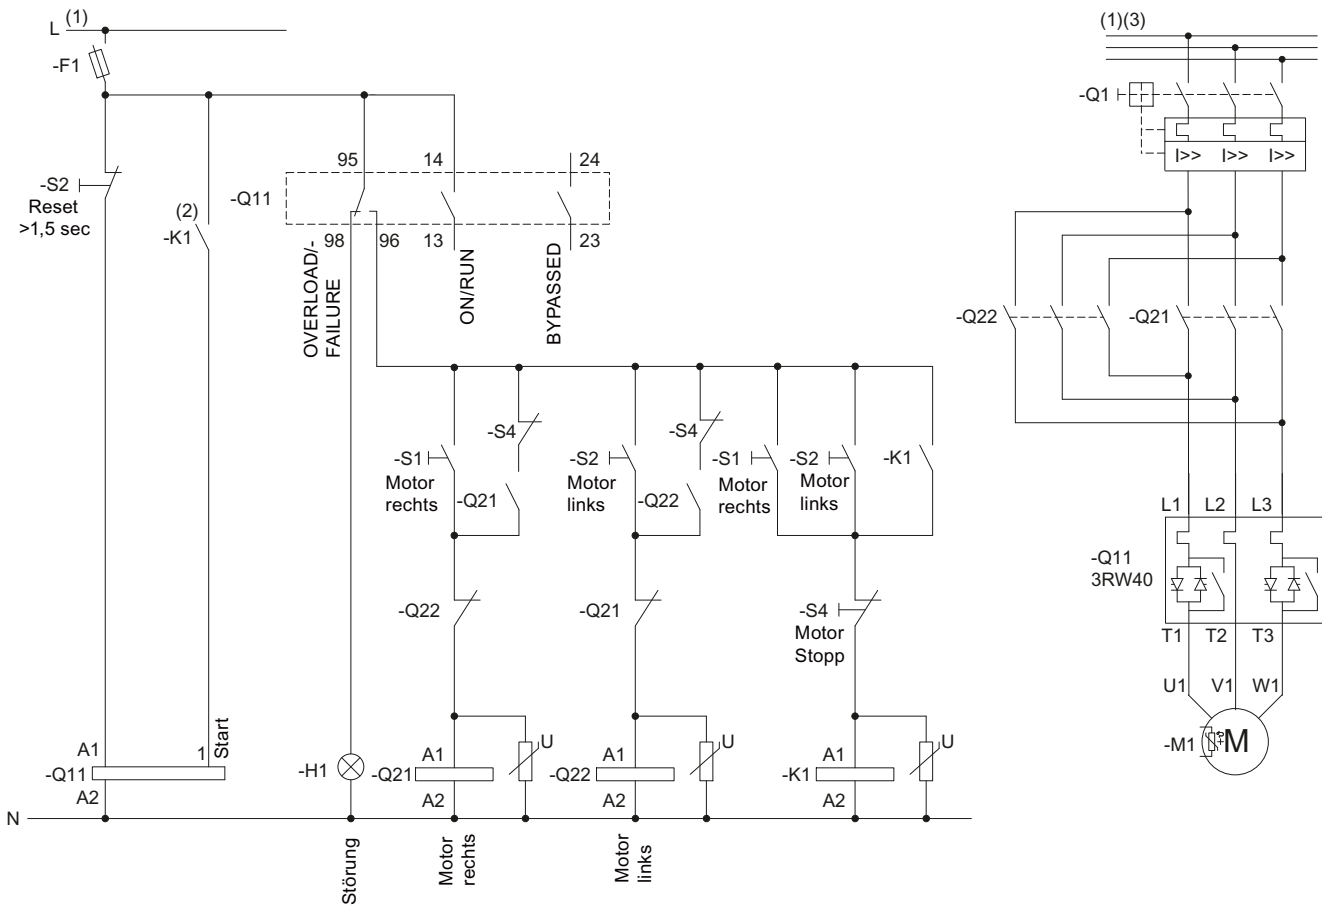 L (1)
-F1
-S2
Reset
>1,5 sec
(2)
-K1
-Q11
95
14
24
98
96
13
23
OVERLOAD/-
FAILURE
ON/RUN
BYPASSED
-S1
Motor
rechts
-S4
-Q21
-S2
Motor
links
-S4
-Q22
-S1
Motor
rechts
-S2
Motor
links
-K1
-Q22
-Q21
-S4
Motor
Stopp
A1
1
Start
-Q11
A2
-H1
A1
-Q21
A2
U
A1
-Q22
A2
U
A1
-K1
A2
U
N
Störung
Motor
rechts
Motor
links
(1)(3)
-Q1
I>> I>> I>>
-Q22
-Q21
L1 L2 L3
-Q11
3RW40
T1 T2 T3
U1 V1 W1
-M1
M